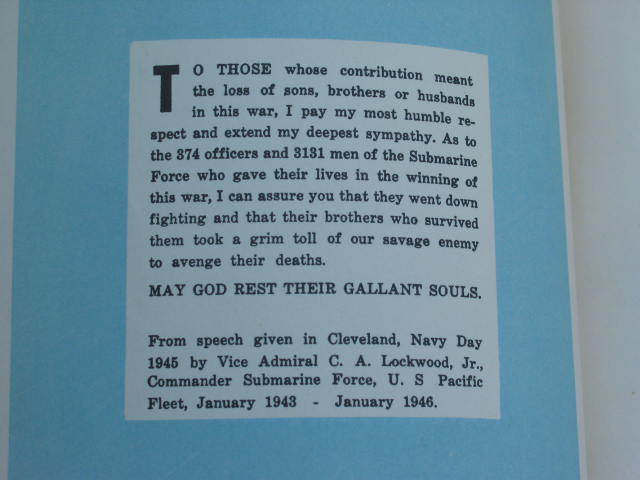 TO THOSE whose contribution meant
the loss of sons, brothers or husbands
in this war, I pay my most humble re-
spect and extend my deepest sympathy. As to
the 374 officers and 3131 men of the Submarine
Force who gave their lives in the winning of
this war, I can assure you that they went down
fighting and that their brothers who survived
them took a grim toll of our savage enemy
to avenge their deaths.
MAY GOD REST THEIR GALLANT SOULS.
From speech given in Cleveland, Navy Day
1945 by Vice Admiral C. A. Lockwood, Jr.,
Commander Submarine Force, U. S Pacific
Fleet, January 1943 - January 1946.